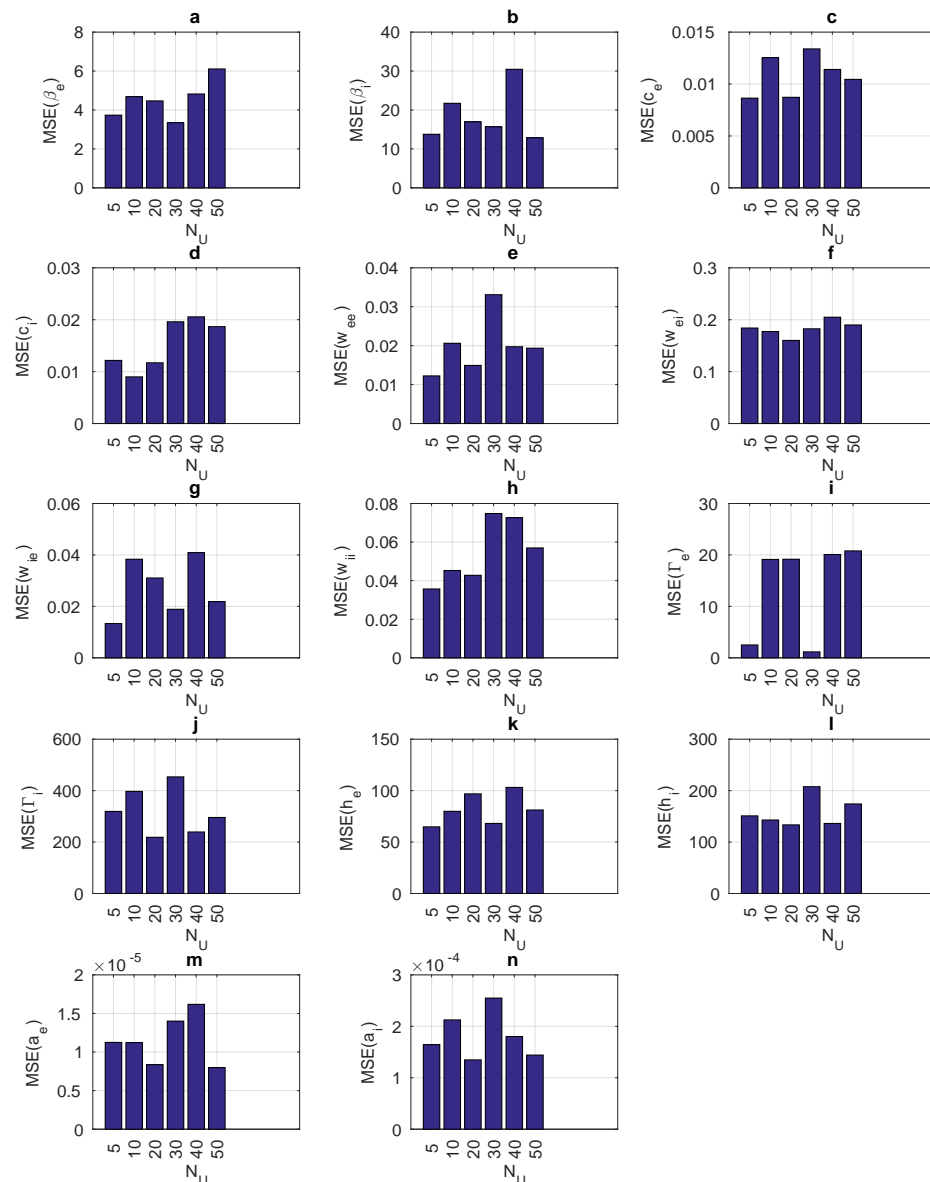 a
8
6
4
2
0
MSE(β_e)
5 10 20 30 40 50
N_U
b
40
30
20
10
0
MSE(β_i)
5 10 20 30 40 50
N_U
c
0.015
0.01
0.005
0
MSE(c_e)
5 10 20 30 40 50
N_U
d
0.03
0.02
0.01
0
MSE(c_i)
5 10 20 30 40 50
N_U
e
0.04
0.03
0.02
0.01
0
MSE(w_ee)
5 10 20 30 40 50
N_U
f
0.3
0.2
0.1
0
MSE(w_ei)
5 10 20 30 40 50
N_U
g
0.06
0.04
0.02
0
MSE(w_ie)
5 10 20 30 40 50
N_U
h
0.08
0.06
0.04
0.02
0
MSE(w_ii)
5 10 20 30 40 50
N_U
i
30
20
10
0
MSE(Γ_e)
5 10 20 30 40 50
N_U
j
600
400
200
0
MSE(Γ_i)
5 10 20 30 40 50
N_U
k
150
100
50
0
MSE(h_e)
5 10 20 30 40 50
N_U
l
300
200
100
0
MSE(h_i)
5 10 20 30 40 50
N_U
m
×10^-5
2
1.5
1
0.5
0
MSE(a_e)
5 10 20 30 40 50
N_U
n
×10^-4
3
2
1
0
MSE(a_i)
5 10 20 30 40 50
N_U